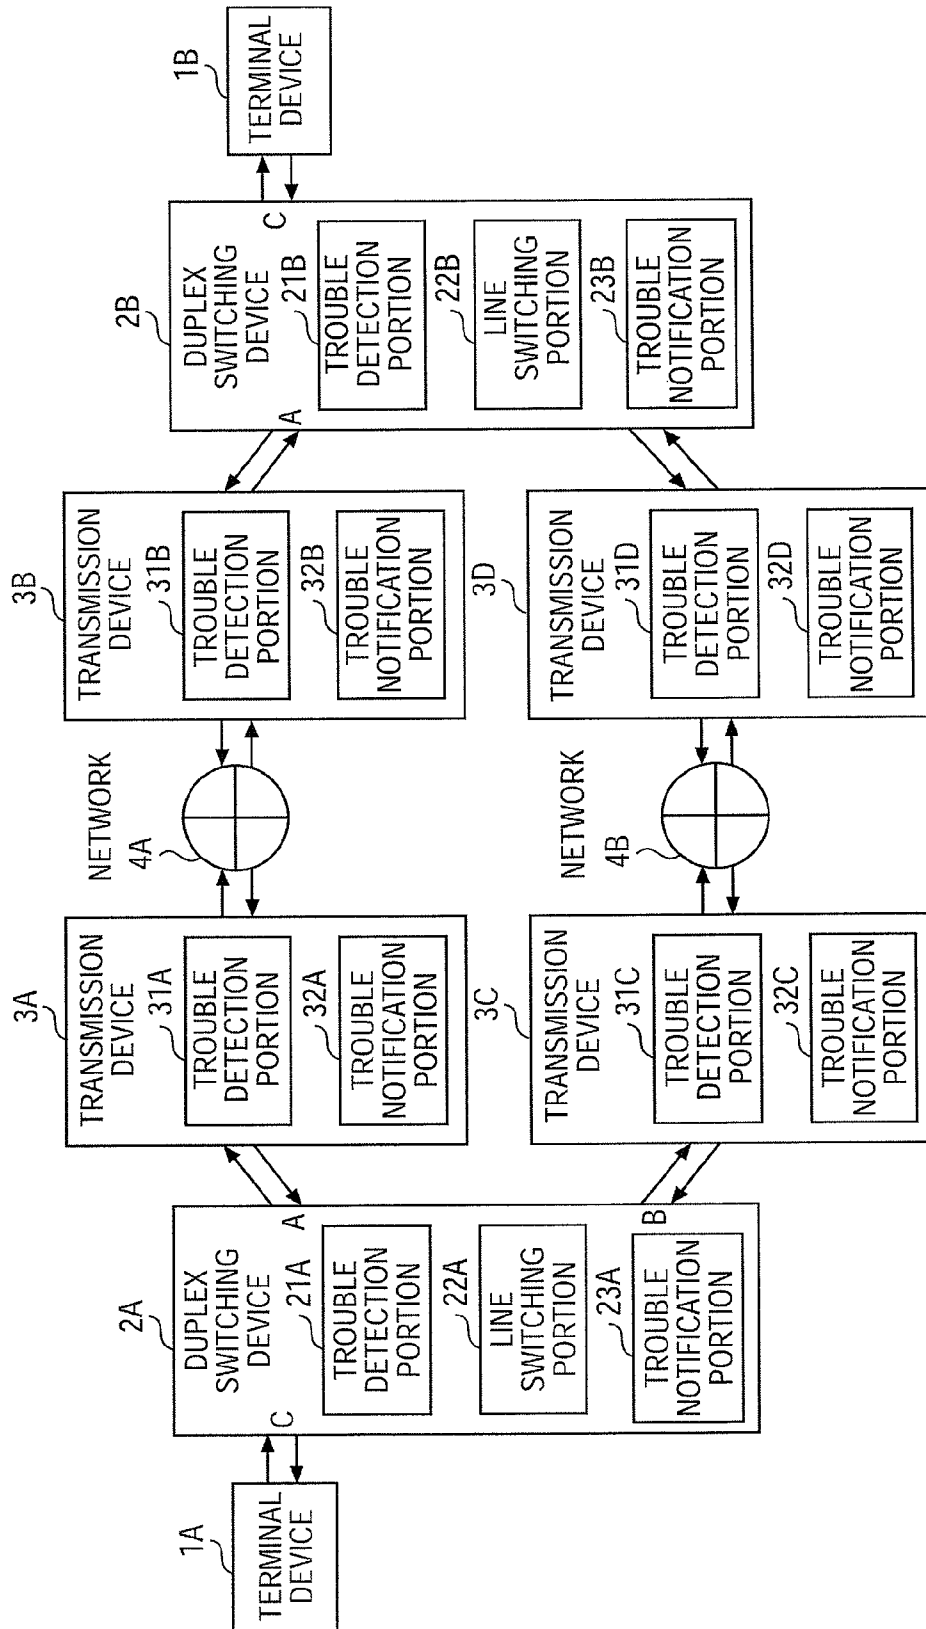 1A
TERMINAL
DEVICE
2A
DUPLEX
SWITCHING
DEVICE
C
A
B
21A
TROUBLE
DETECTION
PORTION
22A
LINE
SWITCHING
PORTION
23A
TROUBLE
NOTIFICATION
PORTION
3A
TRANSMISSION
DEVICE
31A
TROUBLE
DETECTION
PORTION
32A
TROUBLE
NOTIFICATION
PORTION
3C
TRANSMISSION
DEVICE
31C
TROUBLE
DETECTION
PORTION
32C
TROUBLE
NOTIFICATION
PORTION
NETWORK
4A
NETWORK
4B
3B
TRANSMISSION
DEVICE
31B
TROUBLE
DETECTION
PORTION
32B
TROUBLE
NOTIFICATION
PORTION
3D
TRANSMISSION
DEVICE
31D
TROUBLE
DETECTION
PORTION
32D
TROUBLE
NOTIFICATION
PORTION
2B
DUPLEX
SWITCHING
DEVICE
A
C
21B
TROUBLE
DETECTION
PORTION
22B
LINE
SWITCHING
PORTION
23B
TROUBLE
NOTIFICATION
PORTION
1B
TERMINAL
DEVICE